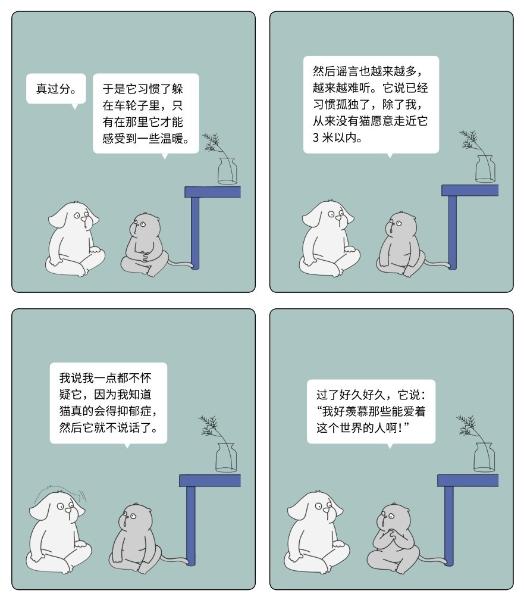 真过分。
于是它习惯了躲
在车轮子里，只
有在那里它才能
感受到一些温暖。
然后谣言也越来越多，
越来越难听。它说已经
习惯孤独了，除了我，
从来没有猫愿意走近它
3 米以内。
我说我一点都不怀
疑它，因为我知道
猫真的会得抑郁症，
然后它就不说话了。
过了好久好久，它说：
“我好羡慕那些能爱着
这个世界的人啊！”